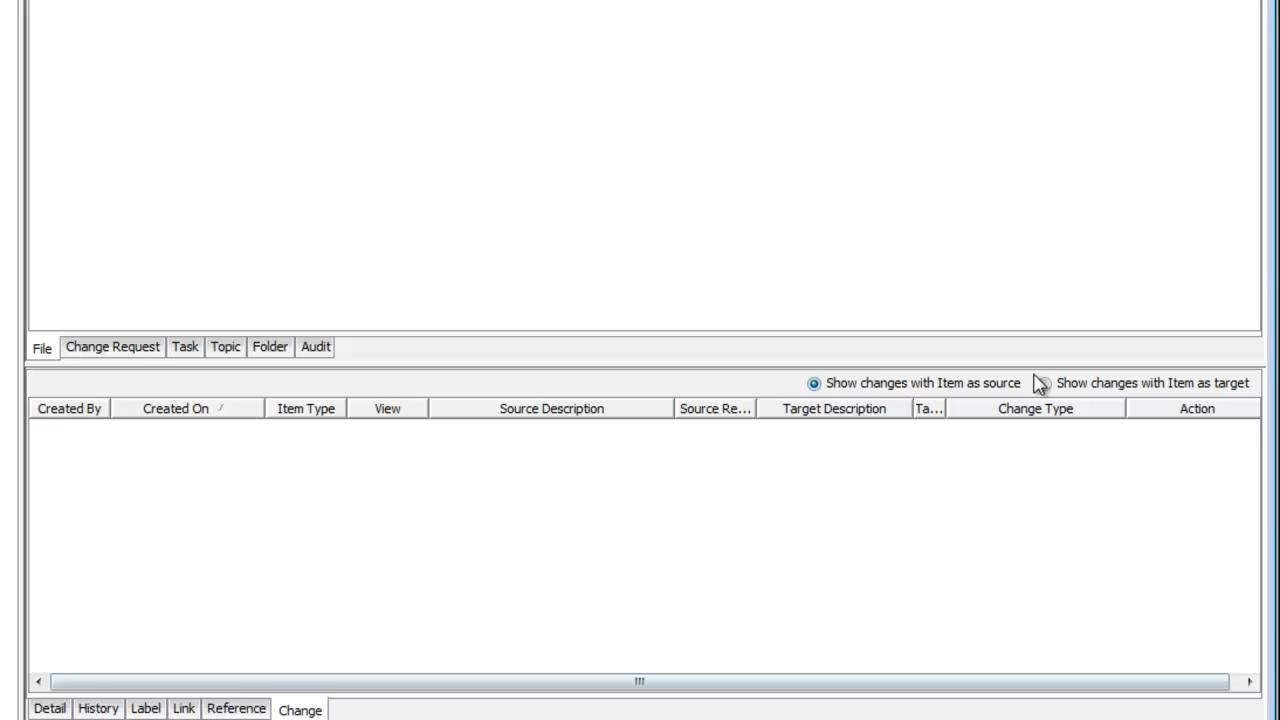 File Change Request Task Topic Folder Audit
Show changes with Item as source Show changes with Item as target
Created By Created On Item Type View Source Description Source Re... Target Description Ta... Change Type Action
Detail History Label Link Reference Change